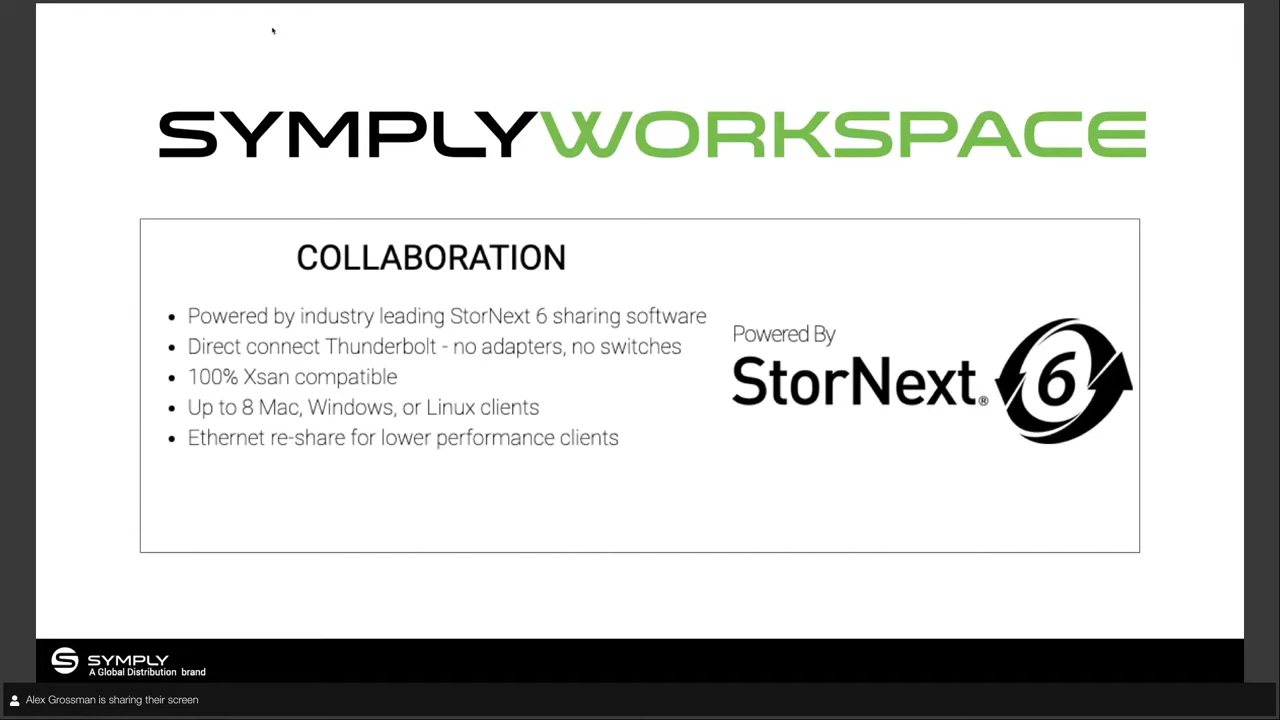 SYMPLYWORKSPACE
COLLABORATION
• Powered by industry leading StorNext 6 sharing software
• Direct connect Thunderbolt - no adapters, no switches
• 100% Xsan compatible
• Up to 8 Mac, Windows, or Linux clients
• Ethernet re-share for lower performance clients
Powered By
StorNext® 6
S SYMPLY
A Global Distribution brand
Alex Grossman is sharing their screen